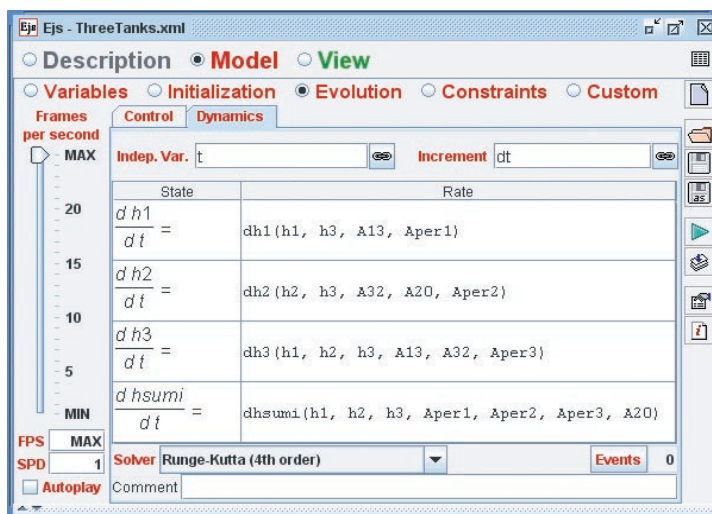 Ejs Ejs - ThreeTanks.xml
Description Model View
Variables Initialization Evolution Constraints Custom
Frames per second
MAX
20
15
10
5
MIN
FPS MAX
SPD 1
Autoplay
Control Dynamics
Indep. Var. t Increment dt
State Rate
d h1
d t = dh1(h1, h3, A13, Aper1)
d h2
d t = dh2(h2, h3, A32, A20, Aper2)
d h3
d t = dh3(h1, h2, h3, A13, A32, Aper3)
d hsumi
d t = dhsumi(h1, h2, h3, Aper1, Aper2, Aper3, A20)
Solver Runge-Kutta (4th order) Events 0
Comment
as
i